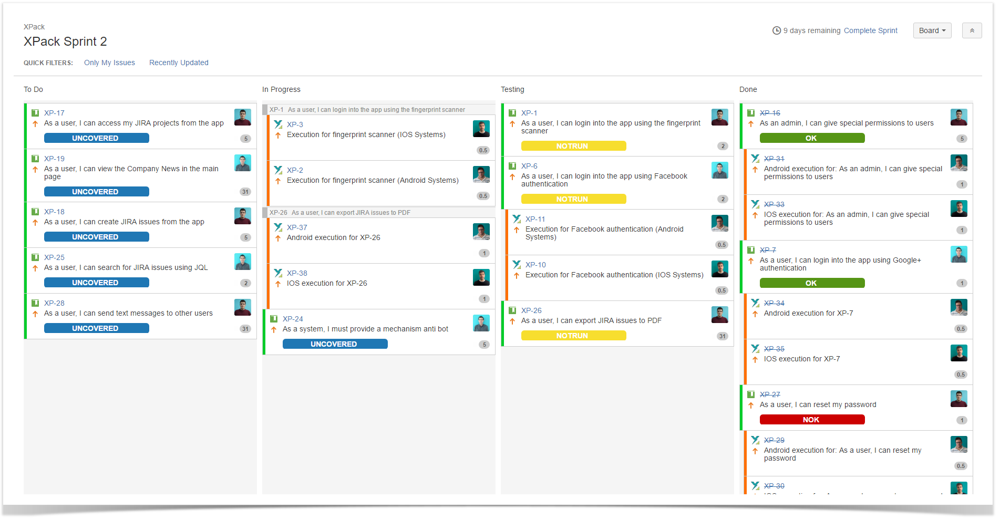 XPack
XPack Sprint 2
9 days remaining Complete Sprint
Board
QUICK FILTERS: Only My Issues Recently Updated
To Do
XP-17
As a user, I can access my JIRA projects from the app
UNCOVERED
5
XP-19
As a user, I can view the Company News in the main
page
UNCOVERED
31
XP-18
As a user, I can create JIRA issues from the app
UNCOVERED
5
XP-25
As a user, I can search for JIRA issues using JQL
UNCOVERED
2
XP-28
As a user, I can send text messages to other users
UNCOVERED
31
In Progress
XP-1 As a user, I can login into the app using the fingerprint scanner
XP-3
Execution for fingerprint scanner (IOS Systems)
0.5
XP-2
Execution for fingerprint scanner (Android Systems)
0.5
XP-26 As a user, I can export JIRA issues to PDF
XP-37
Android execution for XP-26
1
XP-38
IOS execution for XP-26
1
XP-24
As a system, I must provide a mechanism anti bot
UNCOVERED
5
Testing
XP-1
As a user, I can login into the app using the fingerprint
scanner
NOTRUN
2
XP-6
As a user, I can login into the app using Facebook
authentication
NOTRUN
2
XP-11
Execution for Facebook authentication (Android
Systems)
0.5
XP-10
Execution for Facebook authentication (IOS Systems)
0.5
XP-26
As a user, I can export JIRA issues to PDF
NOTRUN
31
Done
XP-16
As an admin, I can give special permissions to users
OK
5
XP-31
Android execution for: As an admin, I can give special
permissions to users
1
XP-33
IOS execution for: As an admin, I can give special
permissions to users
1
XP-7
As a user, I can login into the app using Google+
authentication
OK
1
XP-34
Android execution for XP-7
0.5
XP-35
IOS execution for XP-7
0.5
XP-27
As a user, I can reset my password
NOK
1
XP-29
Android execution for: As a user, I can reset my
password
0.5
XP-30